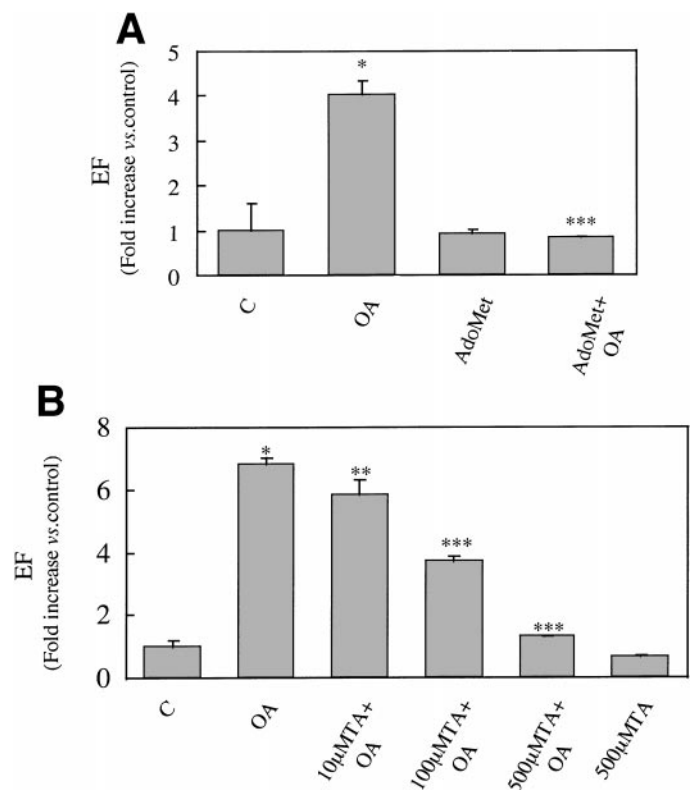 A
EF
(Fold increase vs.control)
5
4
3
2
1
0
*
***
C
OA
AdoMet
AdoMet+
OA
B
EF
(Fold increase vs.control)
8
6
4
2
0
*
**
***
***
C
OA
10µMTA+
OA
100µMTA+
OA
500µMTA+
OA
500µMTA